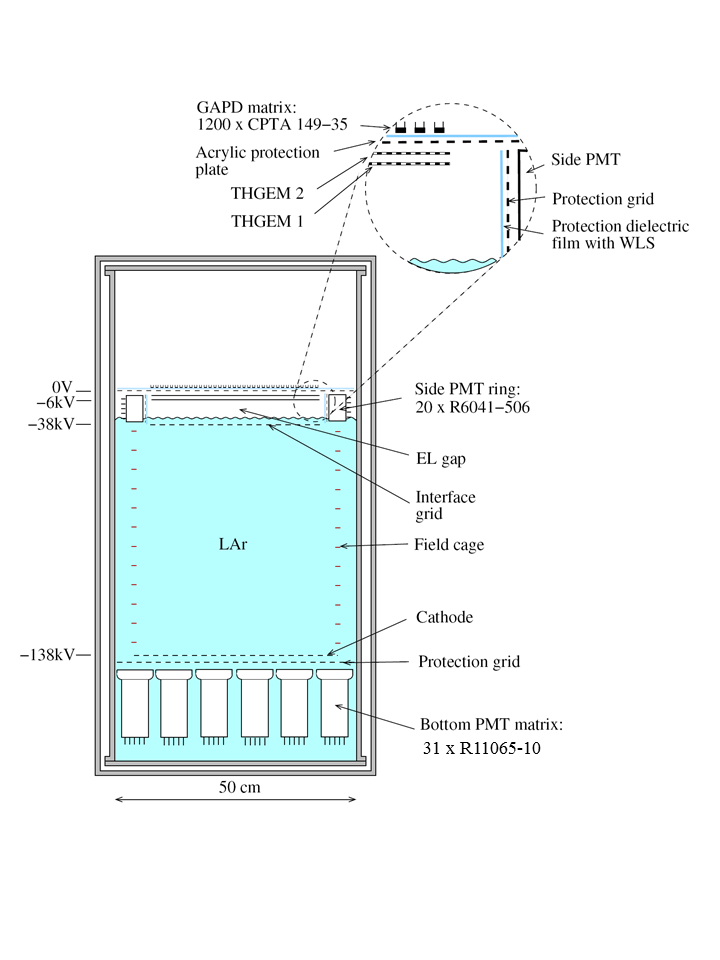 GAPD matrix:
1200 x CPTA 149−35
Acrylic protection
plate
THGEM 2
THGEM 1
Side PMT
Protection grid
Protection dielectric
film with WLS
0V
−6kV
−38kV
Side PMT ring:
20 x R6041−506
EL gap
Interface
grid
LAr
Field cage
Cathode
−138kV
Protection grid
Bottom PMT matrix:
31 x R11065-10
50 cm